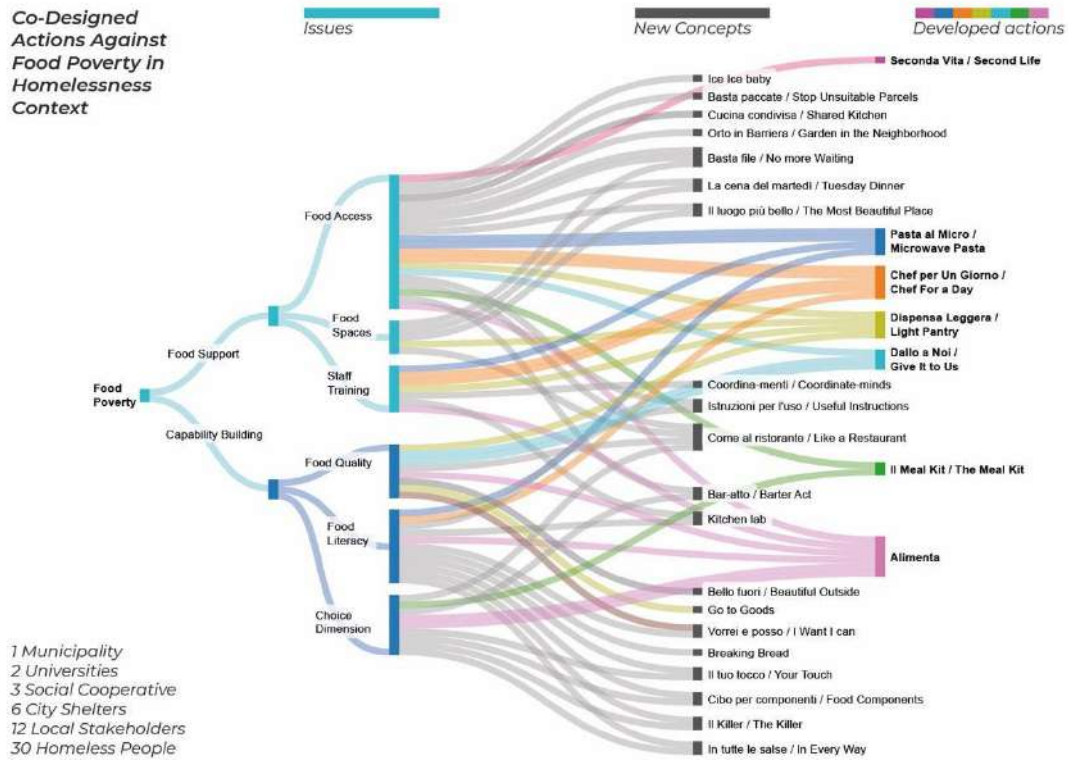 Co-Designed
Actions Against
Food Poverty in
Homelessness
Context
Issues
New Concepts
Developed actions
Seconda Vita / Second Life
Ice Ice baby
Basta paccate / Stop Unsuitable Parcels
Cucina condivisa / Shared Kitchen
Orto in Barriera / Garden in the Neighborhood
Basta file / No more Waiting
La cena del martedì / Tuesday Dinner
Il luogo più bello / The Most Beautiful Place
Food Access
Pasta al Micro /
Microwave Pasta
Chef per Un Giorno /
Chef For a Day
Food
Spaces
Dispensa Leggera /
Light Pantry
Food Support
Dallo a Noi /
Give It to Us
Staff
Training
Food
Poverty
Coordina-menti / Coordinate-minds
Istruzioni per l'uso / Useful Instructions
Capability Building
Come al ristorante / Like a Restaurant
Food Quality
Il Meal Kit / The Meal Kit
Bar-atto / Barter Act
Kitchen lab
Food
Literacy
Alimenta
Bello fuori / Beautiful Outside
Go to Goods
Choice
Dimension
Vorrei e posso / I Want I can
Breaking Bread
Il tuo tocco / Your Touch
Cibo per componenti / Food Components
Il Killer / The Killer
In tutte le salse / In Every Way
1 Municipality
2 Universities
3 Social Cooperative
6 City Shelters
12 Local Stakeholders
30 Homeless People